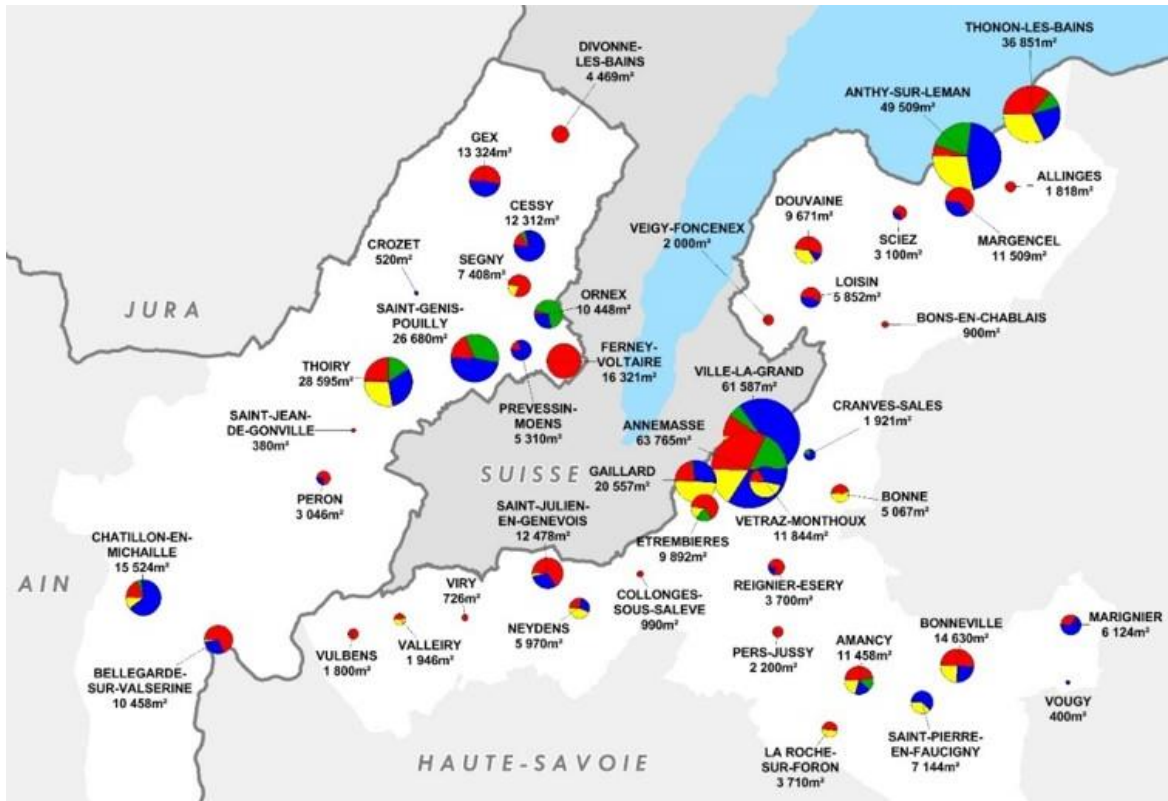 THONON-LES-BAINS
36 851m²
DIVONNE-
LES-BAINS
4 469m²
ANTHY-SUR-LEMAN
49 509m²
GEX
13 324m²
ALLINGES
1 818m²
CESSY
12 312m²
DOUVAINE
9 671m²
VEIGY-FONCENEX
2 000m²
SCIEZ
3 100m²
MARGENCEL
11 509m²
CROZET
520m²
SEGNY
7 408m²
LOISIN
5 852m²
JURA
ORNEX
10 448m²
SAINT-GENIS-
POUILLY
26 680m²
BONS-EN-CHABLAIS
900m²
FERNEY-
VOLTAIRE
16 321m²
THOIRY
28 595m²
VILLE-LA-GRAND
61 587m²
PREVESSIN-
MOENS
5 310m²
CRANVES-SALES
1 921m²
SAINT-JEAN-
DE-GONVILLE
380m²
ANNEMASSE
63 765m²
SUISSE
GAILLARD
20 557m²
PERON
3 046m²
BONNE
5 067m²
SAINT-JULIEN-
EN-GENEVOIS
12 478m²
VETRAZ-MONTHOUX
11 844m²
CHATILLON-EN-
MICHAILLE
15 524m²
ETREMBIERES
9 892m²
AIN
REIGNIER-ESERY
3 700m²
VIRY
726m²
COLLONGES-
SOUS-SALEVE
990m²
MARIGNIER
6 124m²
VALLEIRY
1 946m²
NEYDENS
5 970m²
BONNEVILLE
14 630m²
AMANCY
11 458m²
PERS-JUSSY
2 200m²
VULBENS
1 800m²
BELLEGARDE-
SUR-VALSERINE
10 458m²
VOUGY
400m²
SAINT-PIERRE-
EN-FAUCIGNY
7 144m²
LA ROCHE-
SUR-FORON
3 710m²
HAUTE-SAVOIE